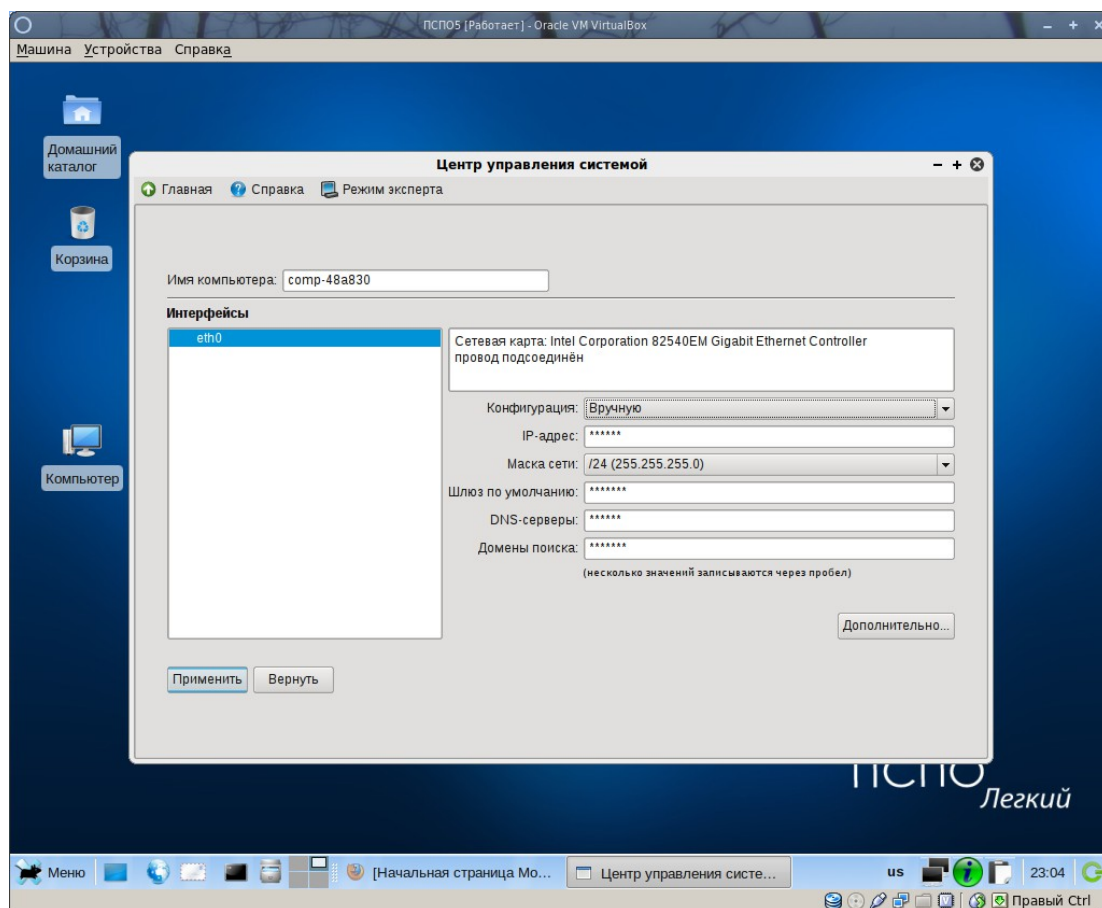 ПСПО5 [Работает] - Oracle VM VirtualBox
Машина Устройства Справка
Домашний
каталог
Корзина
Компьютер
Центр управления системой
Главная Справка Режим эксперта
Имя компьютера: comp-48a830
Интерфейсы
eth0
Сетевая карта: Intel Corporation 82540EM Gigabit Ethernet Controller
провод подсоединён
Конфигурация: Вручную
IP-адрес: ******
Маска сети: /24 (255.255.255.0)
Шлюз по умолчанию: *******
DNS-серверы: ******
Домены поиска: *******
(несколько значений записываются через пробел)
Дополнительно...
Применить Вернуть
ПСПО
Легкий
Меню [Начальная страница Mo... Центр управления систе... us 23:04
Правый Ctrl